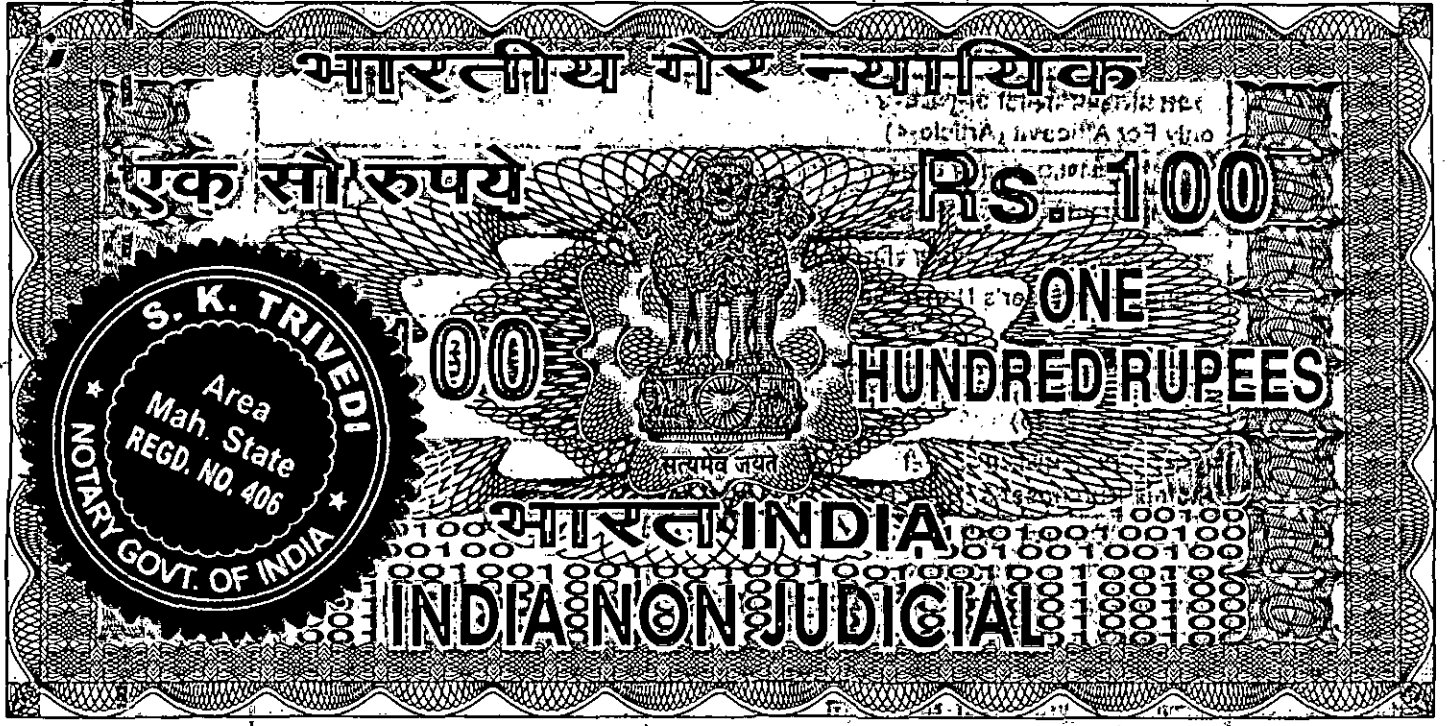 भारतीय गैर न्यायिक
एक सौ रुपये
Rs. 100
ONE
HUNDRED RUPEES
100
S. K. TRIVEDI
Area
Mah. State
REGD. NO. 406
NOTARY GOVT. OF INDIA
सत्यमेव जयते
भारत INDIA
INDIA NON JUDICIAL